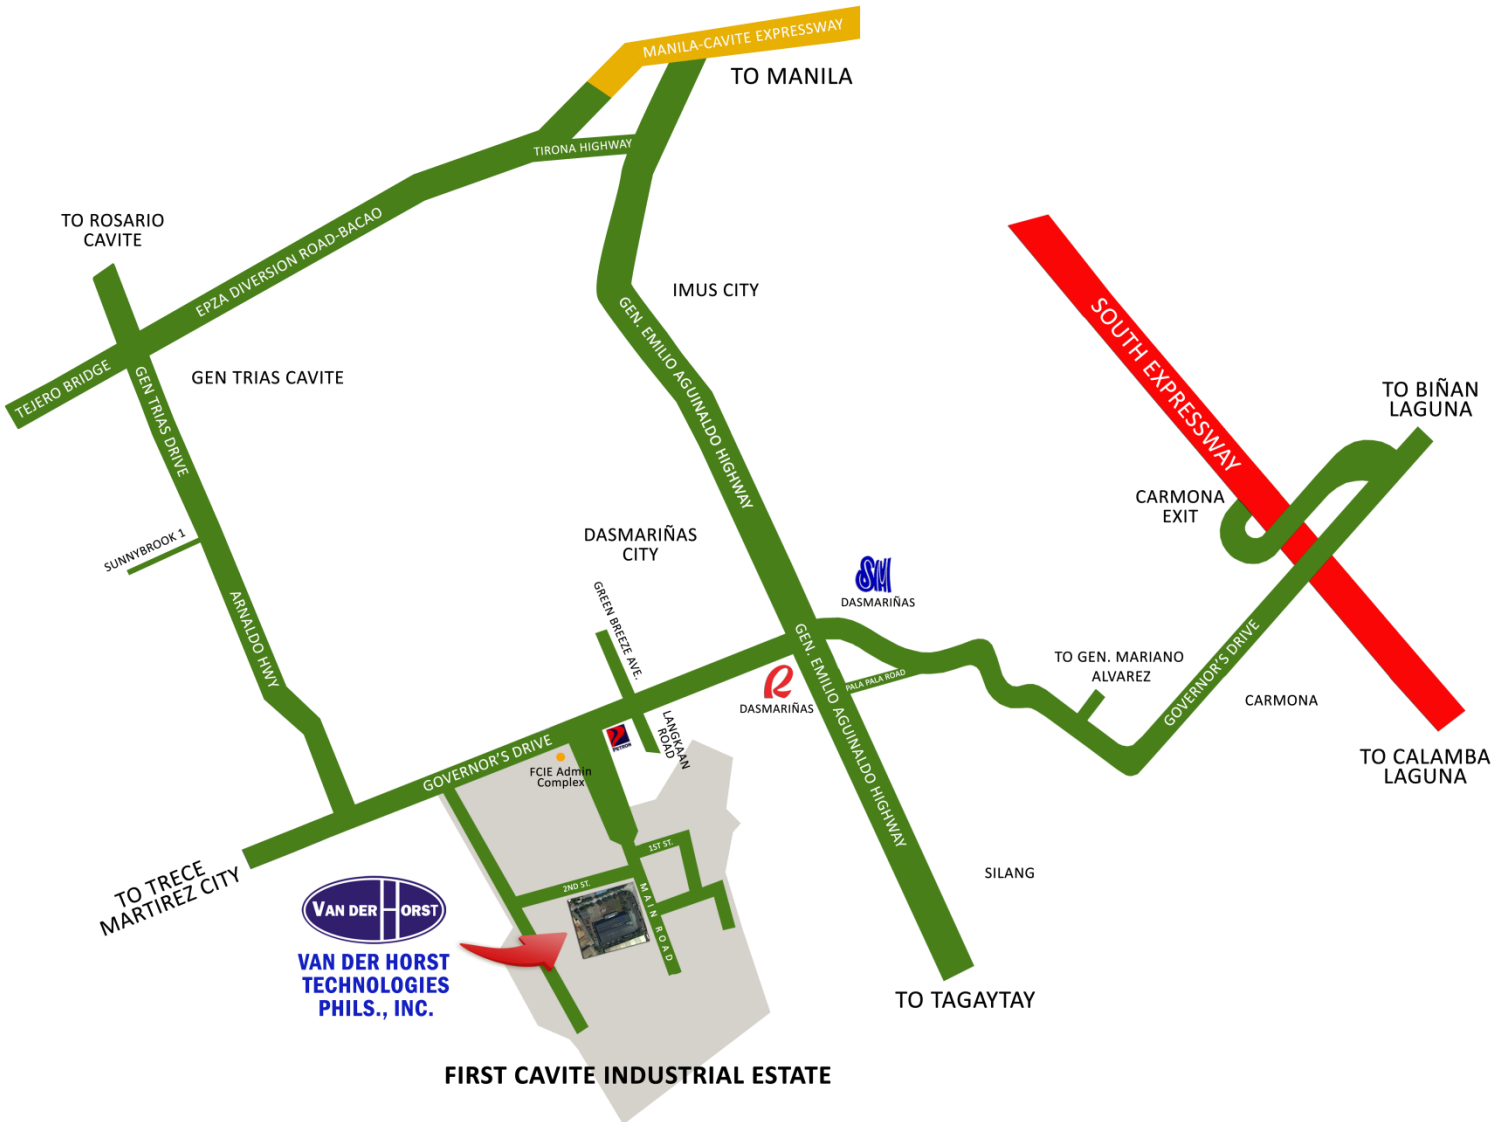 MANILA-CAVITE EXPRESSWAY
TO MANILA
TIRONA HIGHWAY
TO ROSARIO
CAVITE
EPZA DIVERSION ROAD-BACAO
IMUS CITY
TEJERO BRIDGE
GEN TRIAS DRIVE
GEN TRIAS CAVITE
GEN. EMILIO AGUINALDO HIGHWAY
SOUTH EXPRESSWAY
TO BIÑAN
LAGUNA
CARMONA
EXIT
SUNNYBROOK 1
DASMARIÑAS
CITY
SM
DASMARIÑAS
GREEN BREEZE AVE.
ARNALDO HWY
GEN. EMILIO AGUINALDO HIGHWAY
R
DASMARIÑAS
PALA PALA ROAD
TO GEN. MARIANO
ALVAREZ
GOVERNOR'S DRIVE
CARMONA
TO CALAMBA
LAGUNA
LANGKAAN
ROAD
PETRON
GOVERNOR'S DRIVE
FCIE Admin
Complex
1ST ST.
2ND ST.
MAIN ROAD
SILANG
TO TRECE
MARTIREZ CITY
VAN DER HORST
VAN DER HORST
TECHNOLOGIES
PHILS., INC.
TO TAGAYTAY
FIRST CAVITE INDUSTRIAL ESTATE